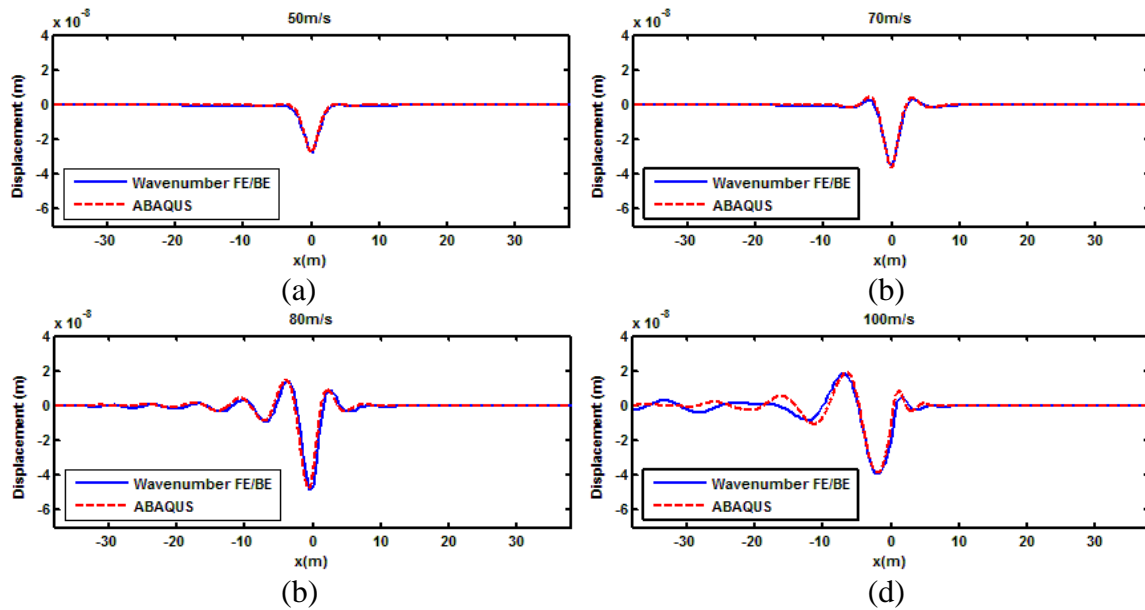 x 10⁻⁸
50m/s
4
2
0
-2
-4
-6
Displacement (m)
Wavenumber FE/BE
ABAQUS
-30 -20 -10 0 10 20 30
x(m)
(a)
x 10⁻⁸
70m/s
4
2
0
-2
-4
-6
Displacement (m)
Wavenumber FE/BE
ABAQUS
-30 -20 -10 0 10 20 30
x(m)
(b)
x 10⁻⁸
80m/s
4
2
0
-2
-4
-6
Displacement (m)
Wavenumber FE/BE
ABAQUS
-30 -20 -10 0 10 20 30
x(m)
(b)
x 10⁻⁸
100m/s
4
2
0
-2
-4
-6
Displacement (m)
Wavenumber FE/BE
ABAQUS
-30 -20 -10 0 10 20 30
x(m)
(d)